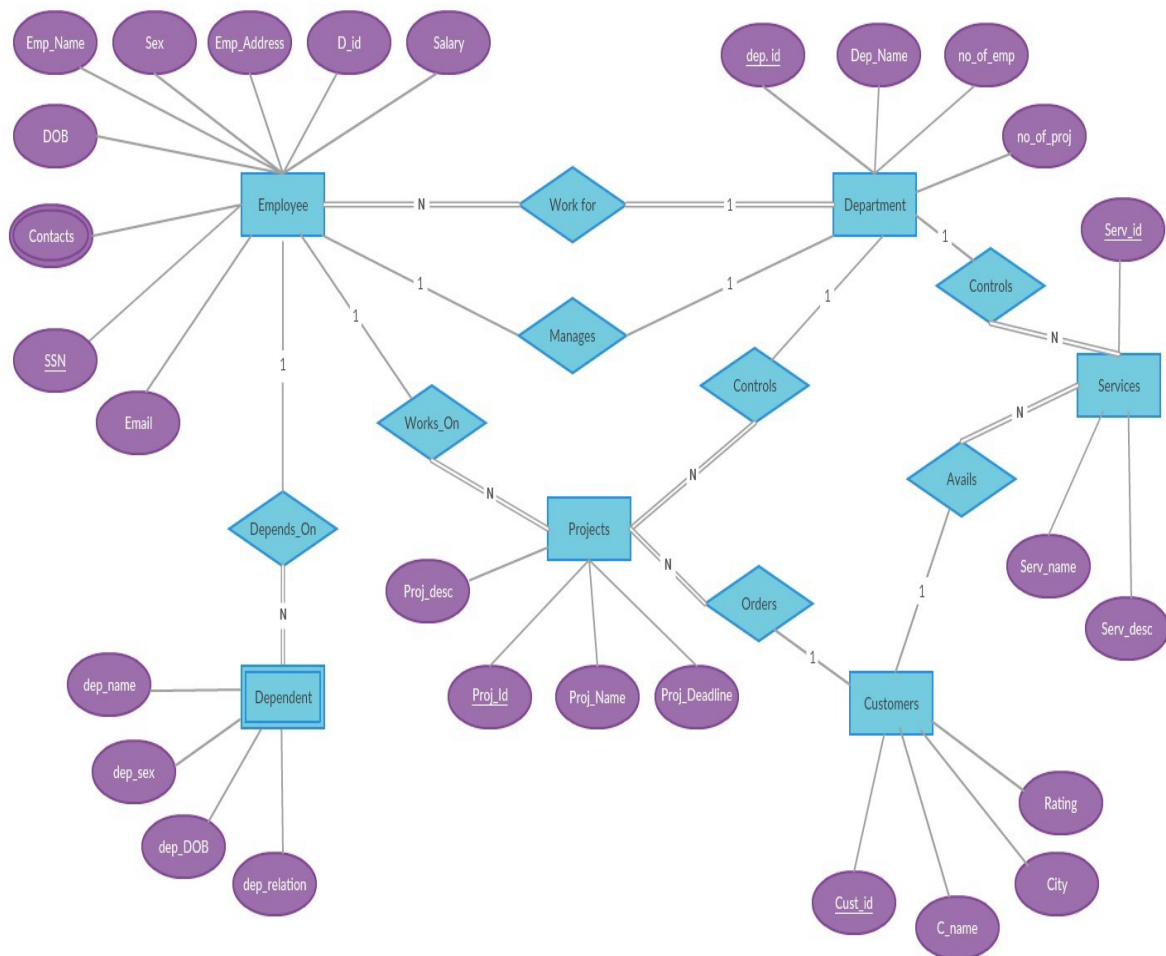 Emp_Name
Sex
Emp_Address
D_id
Salary
dep. id
Dep_Name
no_of_emp
DOB
no_of_proj
Employee
N
Work for
1
Department
Contacts
Serv_id
1
Controls
1
1
Manages
1
1
N
SSN
1
Controls
Services
Email
Works_On
N
Avails
N
N
Depends_On
Projects
Serv_name
N
Proj_desc
1
Orders
N
Serv_desc
1
dep_name
Dependent
Proj_Id
Proj_Name
Proj_Deadline
Customers
dep_sex
Rating
dep_DOB
dep_relation
City
Cust_id
C_name